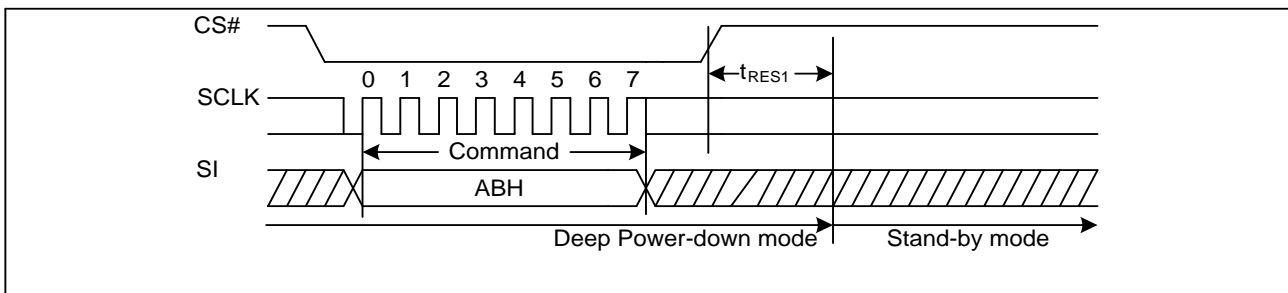 CS#
tRES1
0 1 2 3 4 5 6 7
SCLK
Command
SI
ABH
Deep Power-down mode Stand-by mode